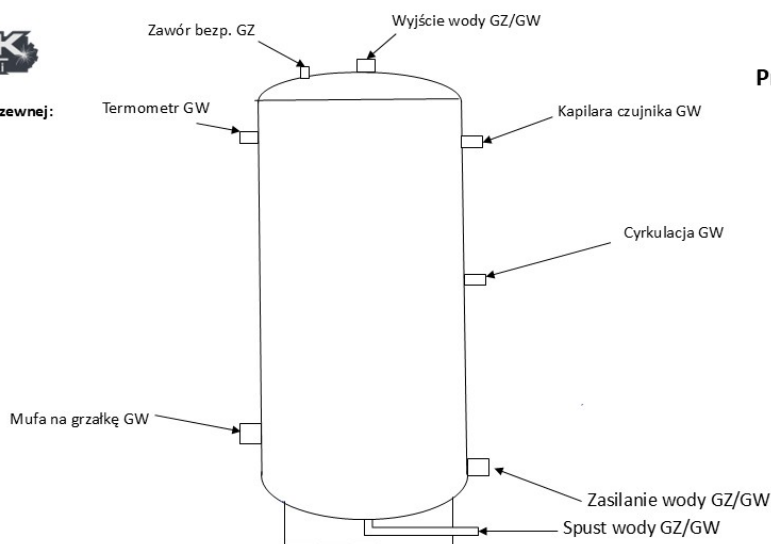 Wyjście wody GZ/GW
Zawór bezp. GZ
K
i
zewnej:
Termometr GW
Kapilara czujnika GW
Cyrkulacja GW
Mufa na grzałkę GW
Zasilanie wody GZ/GW
Spust wody GZ/GW